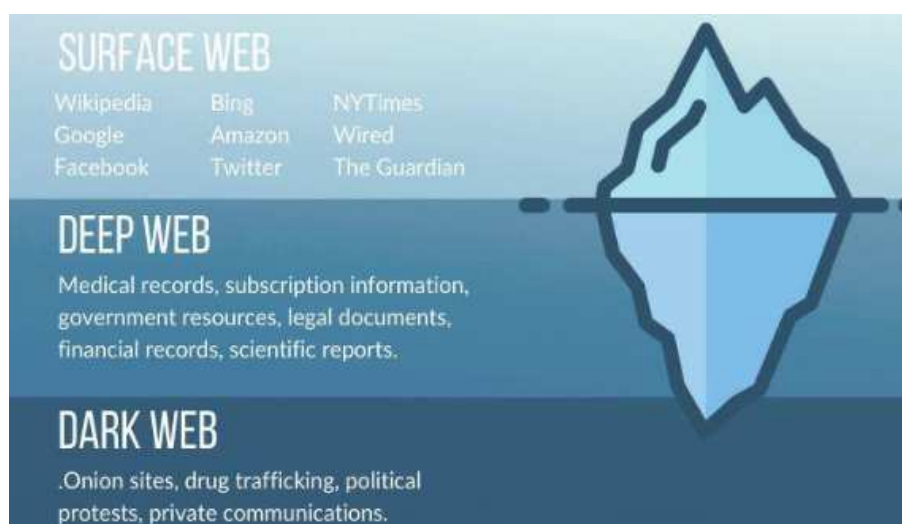 SURFACE WEB
Wikipedia Bing NYTimes
Google Amazon Wired
Facebook Twitter The Guardian
DEEP WEB
Medical records, subscription information,
government resources, legal documents,
financial records, scientific reports.
DARK WEB
.Onion sites, drug trafficking, political
protests, private communications.